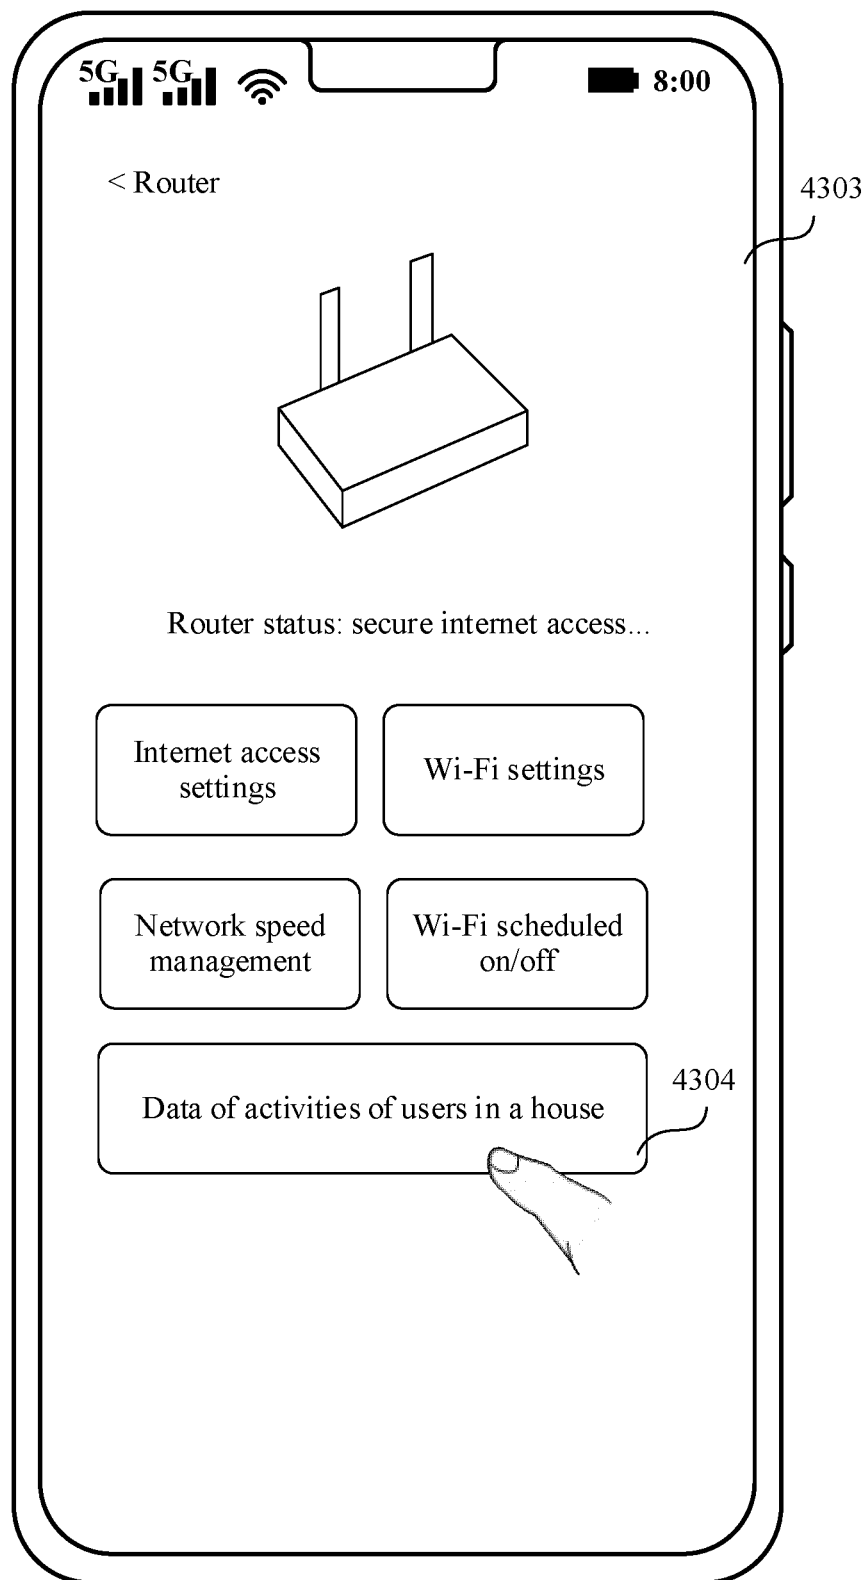 5G 5G 8:00
< Router
4303
Router status: secure internet access...
Internet access
settings
Wi-Fi settings
Network speed
management
Wi-Fi scheduled
on/off
4304
Data of activities of users in a house